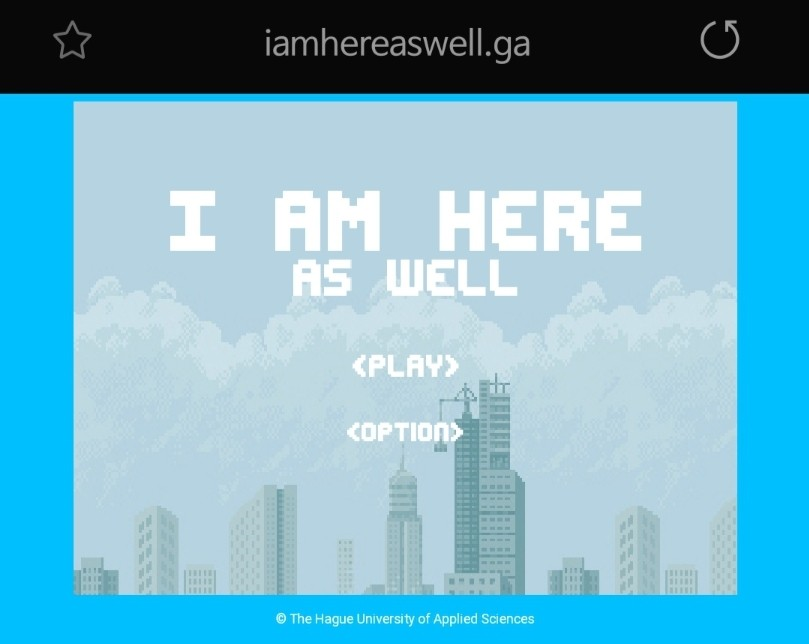 iamhereaswell.ga
I AM HERE
AS WELL
<PLAY>
<OPTION>
© The Hague University of Applied Sciences